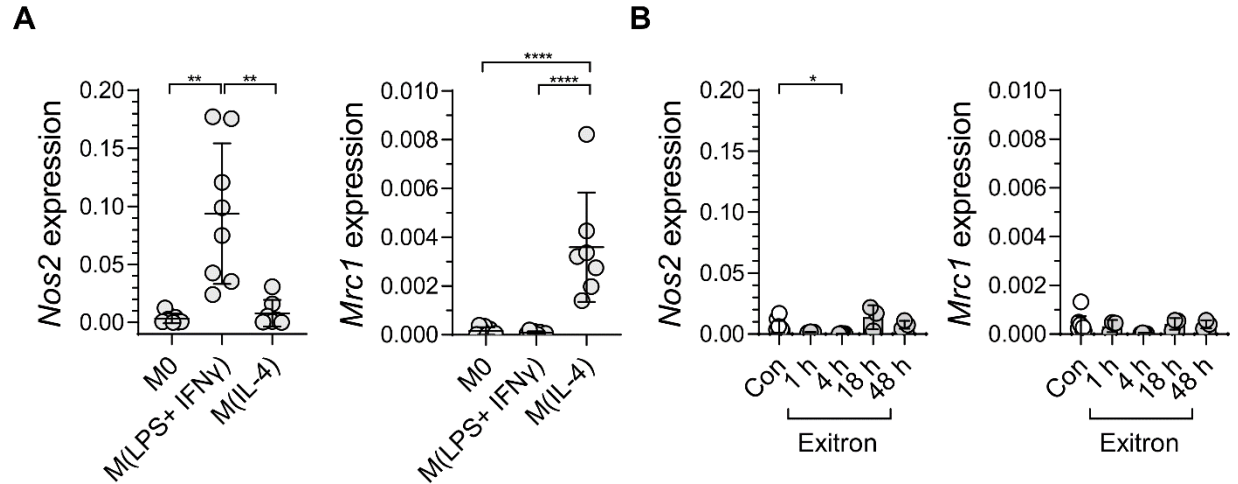 A
Nos2 expression
0.20
0.15
0.10
0.05
0.00
** **
M0
M(LPS+ IFNγ)
M(IL-4)
Mrc1 expression
0.010
0.008
0.006
0.004
0.002
0.000
****
****
M0
M(LPS+ IFNγ)
M(IL-4)
B
Nos2 expression
0.20
0.15
0.10
0.05
0.00
*
Con
1 h
4 h
18 h
48 h
Exitron
Mrc1 expression
0.010
0.008
0.006
0.004
0.002
0.000
Con
1 h
4 h
18 h
48 h
Exitron